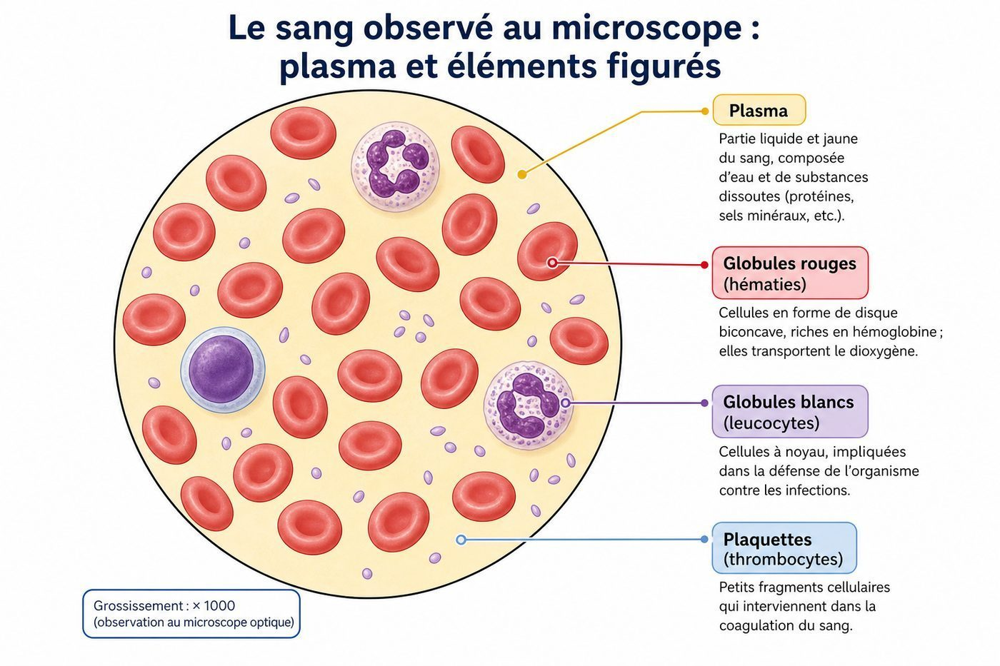 Le sang observé au microscope :
plasma et éléments figurés
Plasma
Partie liquide et jaune
du sang, composée
d’eau et de substances
dissoutes (protéines,
sels minéraux, etc.).
Globules rouges
(hématies)
Cellules en forme de disque
biconcave, riches en hémoglobine ;
elles transportent le dioxygène.
Globules blancs
(leucocytes)
Cellules à noyau, impliquées
dans la défense de l’organisme
contre les infections.
Plaquettes
(thrombocytes)
Petits fragments cellulaires
qui interviennent dans la
coagulation du sang.
Grossissement : × 1000
(observation au microscope optique)